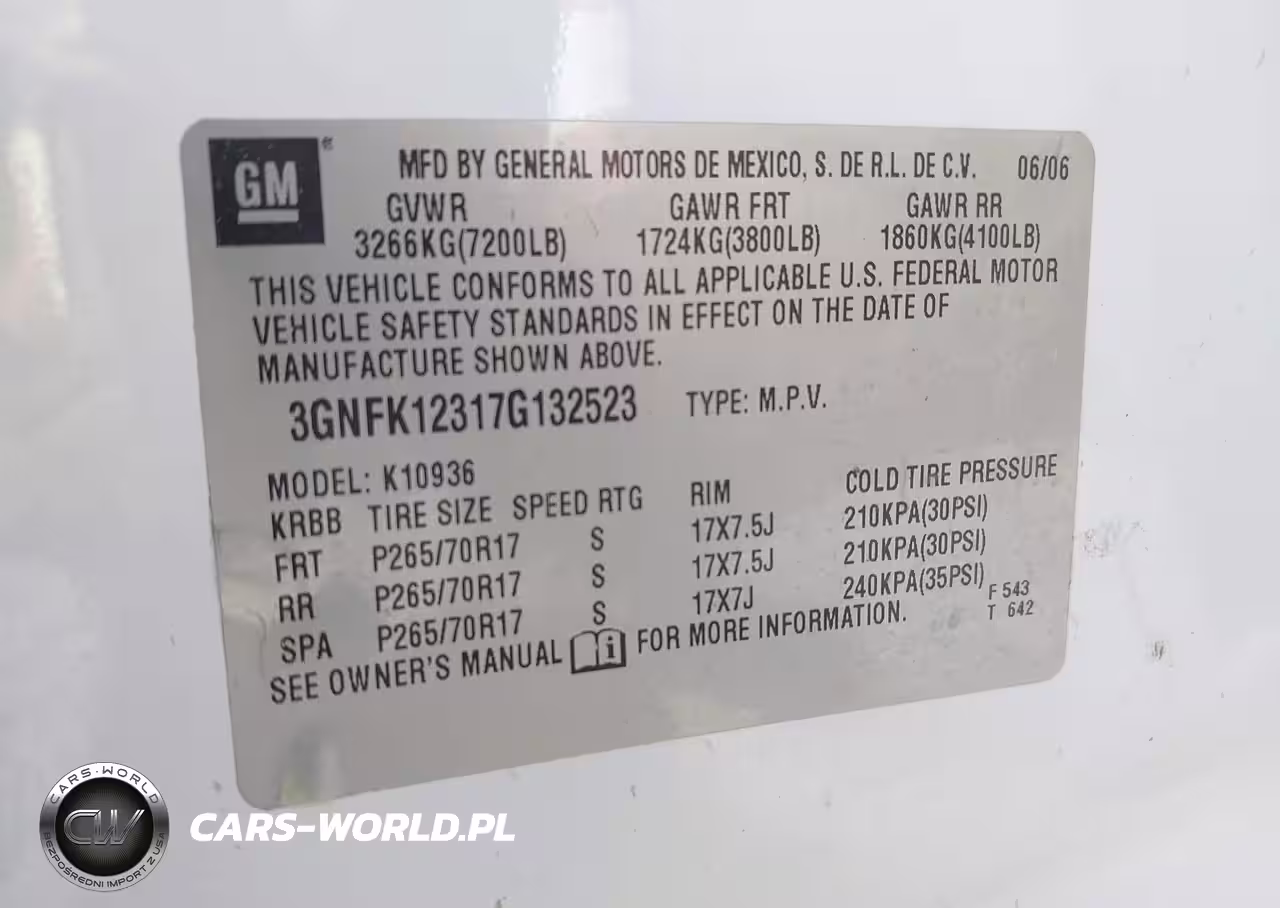 GM® MFD BY GENERAL MOTORS DE MEXICO, S. DE R.L. DE C.V. 06/06
GVWR GAWR FRT GAWR RR
3266KG(7200LB) 1724KG(3800LB) 1860KG(4100LB)
THIS VEHICLE CONFORMS TO ALL APPLICABLE U.S. FEDERAL MOTOR
VEHICLE SAFETY STANDARDS IN EFFECT ON THE DATE OF
MANUFACTURE SHOWN ABOVE.
3GNFK12317G132523 TYPE: M.P.V.
MODEL: K10936
KRBB TIRE SIZE SPEED RTG RIM COLD TIRE PRESSURE
FRT P265/70R17 S 17X7.5J 210KPA(30PSI)
RR P265/70R17 S 17X7.5J 210KPA(30PSI)
SPA P265/70R17 S 17X7J 240KPA(35PSI) F 543
SEE OWNER'S MANUAL i FOR MORE INFORMATION. T 642
CARS-WORLD
CW
BEZPOŚREDNI IMPORT Z USA
CARS-WORLD.PL